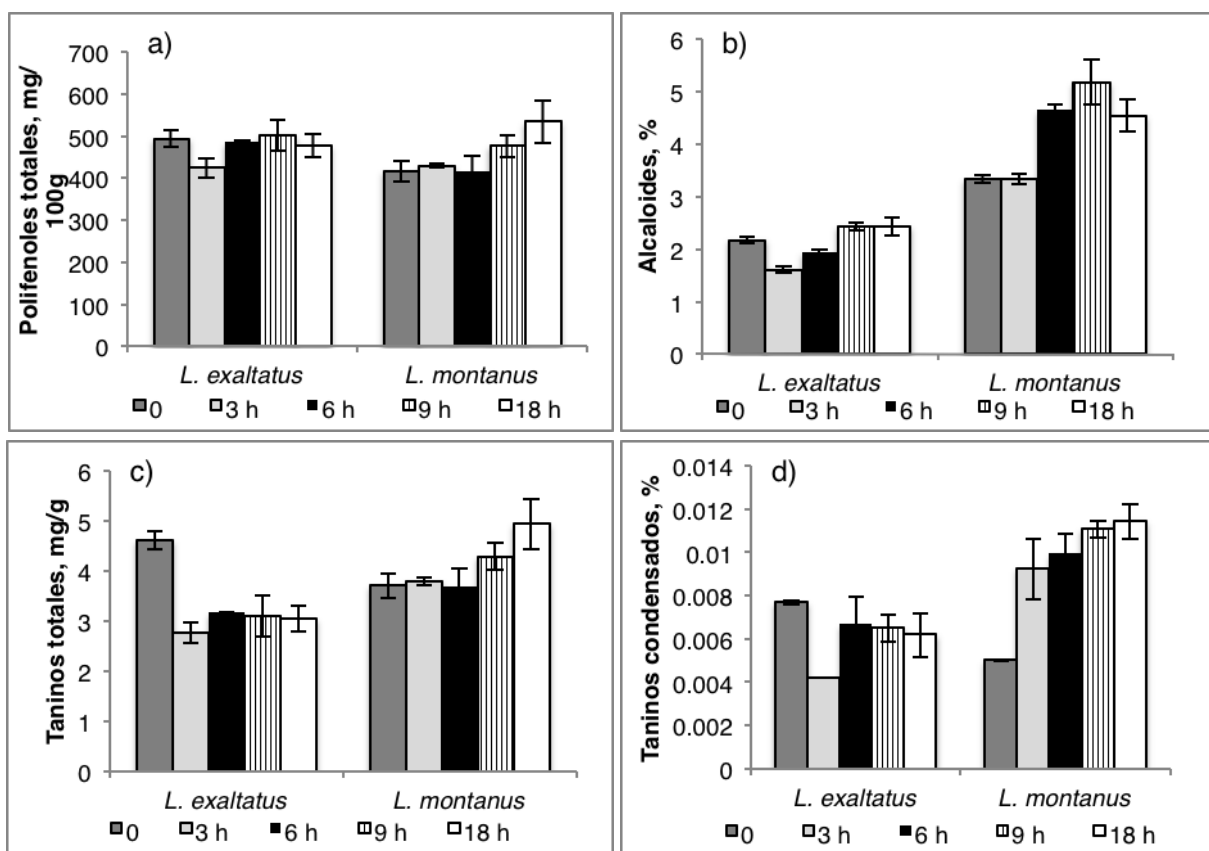 a)
Polifenoles totales, mg/
100g
700
600
500
400
300
200
100
0
L. exaltatus
L. montanus
0 3 h 6 h 9 h 18 h
b)
Alcaloides, %
6
5
4
3
2
1
0
L. exaltatus
L. montanus
0 3 h 6 h 9 h 18 h
c)
Taninos totales, mg/g
6
5
4
3
2
1
0
L. exaltatus
L. montanus
0 3 h 6 h 9 h 18 h
d)
Taninos condensados, %
0.014
0.012
0.01
0.008
0.006
0.004
0.002
0
L. exaltatus
L. montanus
0 3 h 6 h 9 h 18 h